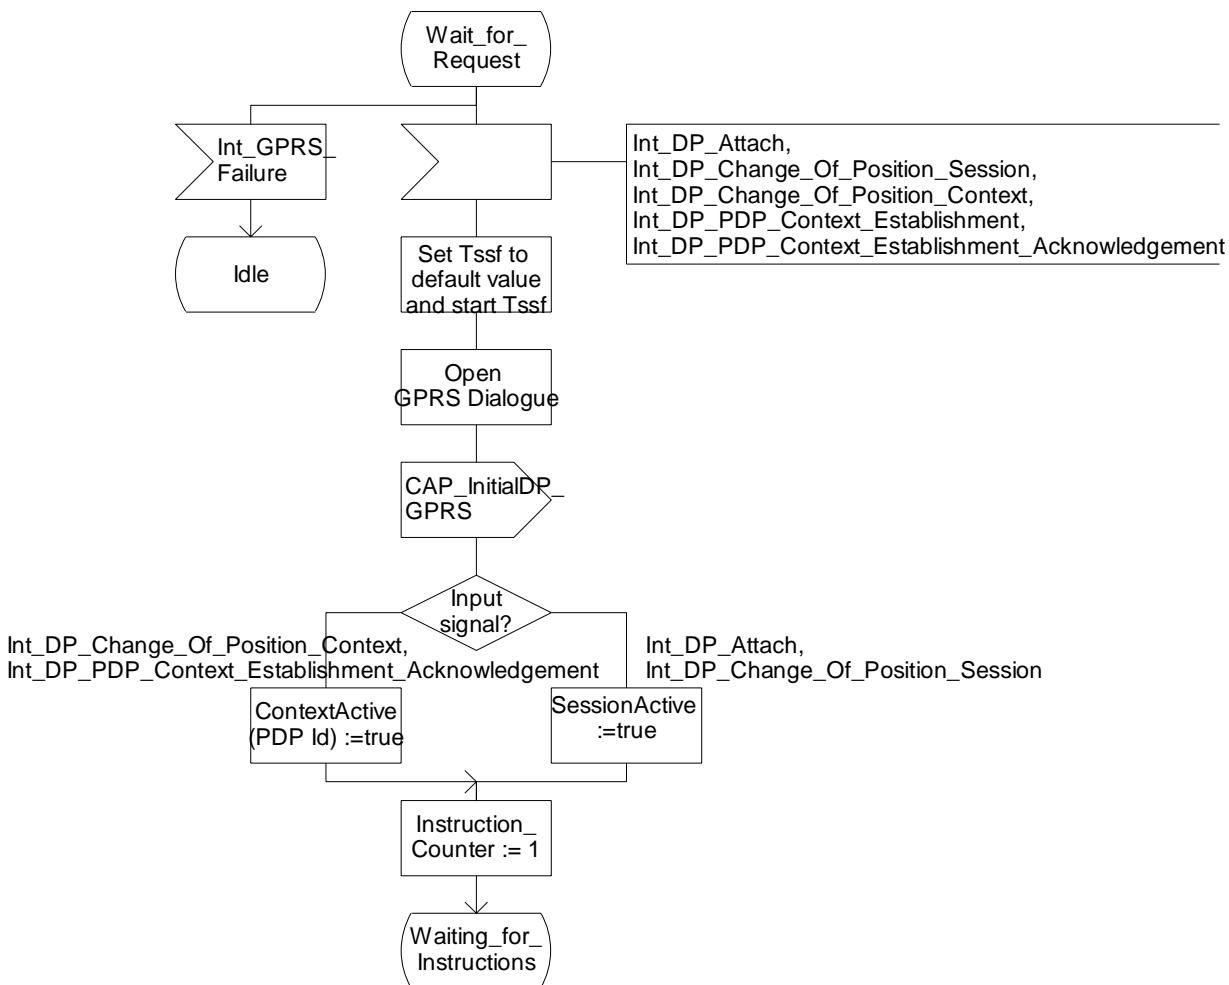 Wait_for_
Request
Int_GPRS_
Failure
Int_DP_Attach,
Int_DP_Change_Of_Position_Session,
Int_DP_Change_Of_Position_Context,
Int_DP_PDP_Context_Establishment,
Int_DP_PDP_Context_Establishment_Acknowledgement
Idle
Set Tssf to
default value
and start Tssf
Open
GPRS Dialogue
CAP_InitialDP_
GPRS
Input
signal?
Int_DP_Change_Of_Position_Context,
Int_DP_PDP_Context_Establishment_Acknowledgement
Int_DP_Attach,
Int_DP_Change_Of_Position_Session
ContextActive
(PDP Id) :=true
SessionActive
:=true
Instruction_
Counter := 1
Waiting_for_
Instructions